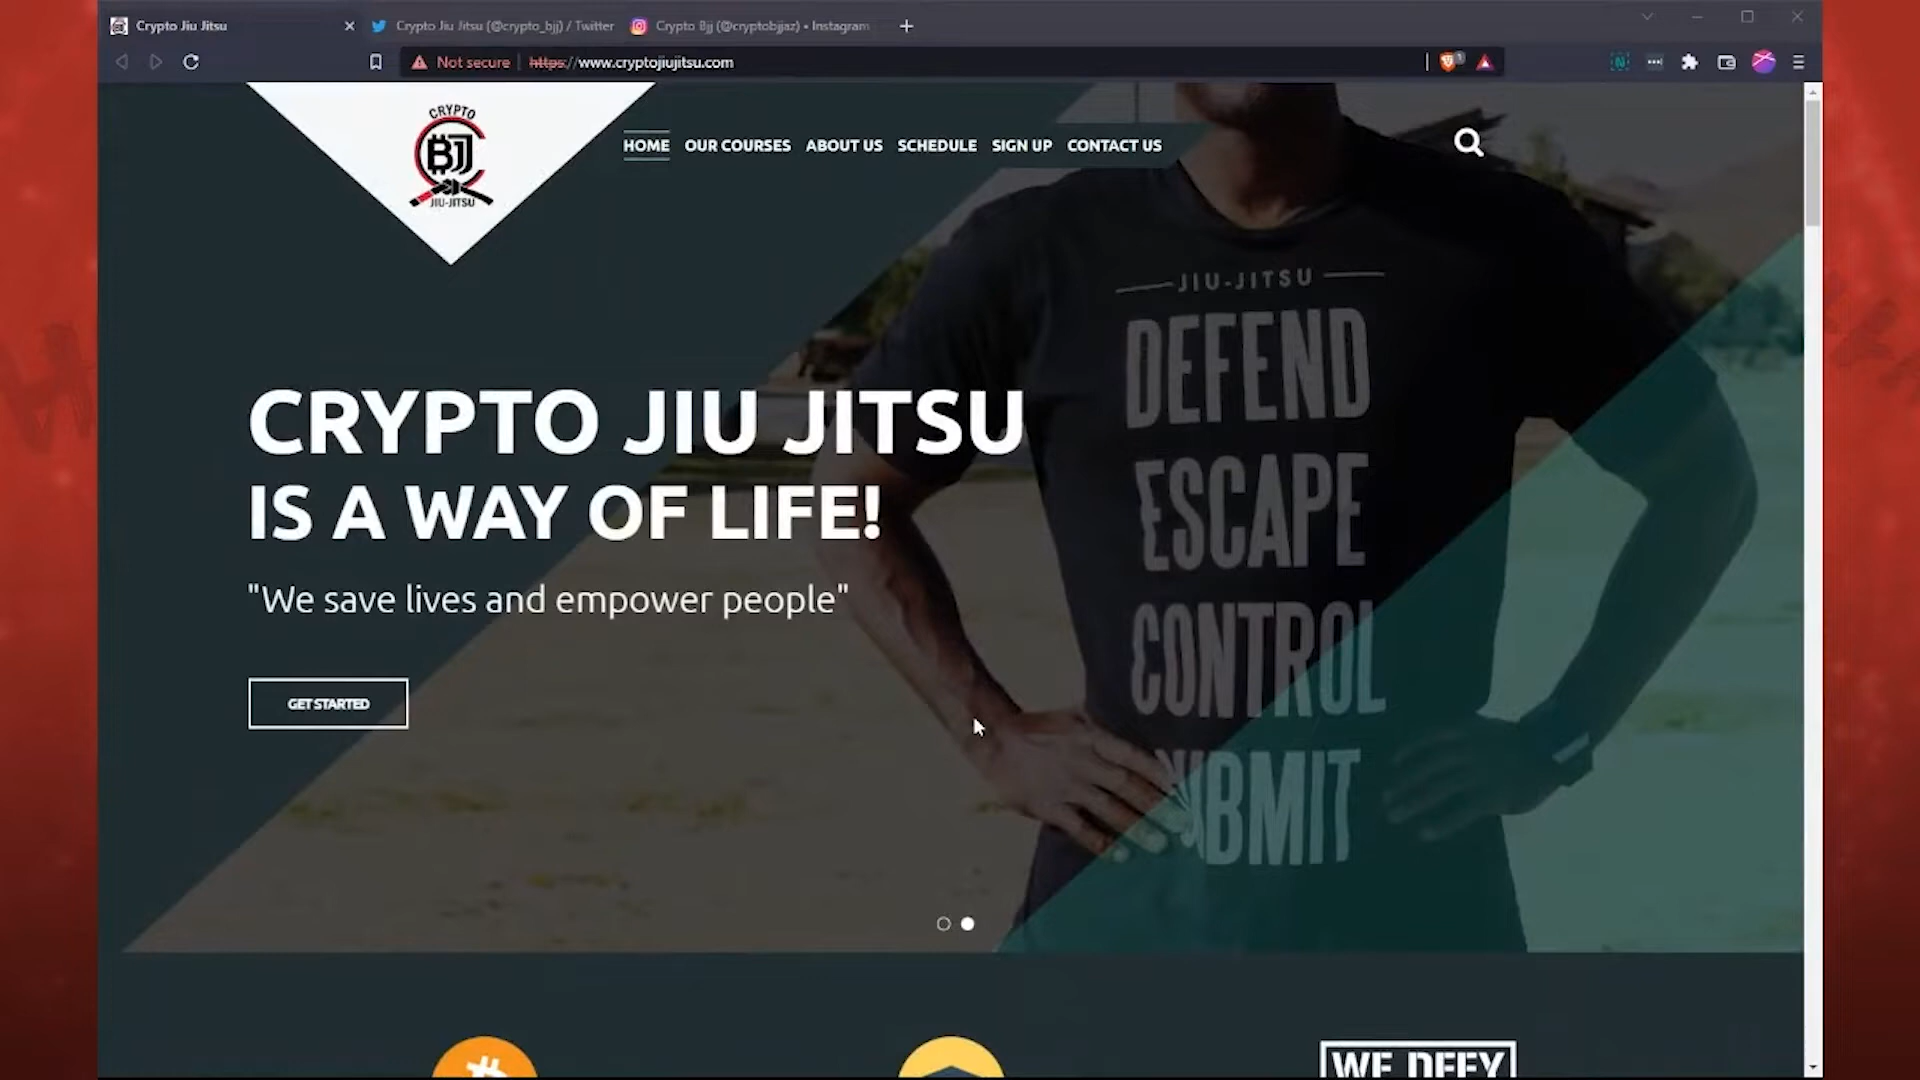 Crypto Jiu Jitsu
Crypto Jiu Jitsu (@crypto_bjj) / Twitter
Crypto Bjj (@cryptobjjaz) • Instagram
Not secure
https://www.cryptojiujitsu.com
CRYPTO
BJJ
JIU-JITSU
HOME
OUR COURSES
ABOUT US
SCHEDULE
SIGN UP
CONTACT US
JIU-JITSU
DEFEND
ESCAPE
CONTROL
CRYPTO JIU JITSU
IS A WAY OF LIFE!
"We save lives and empower people"
GET STARTED
WE DEFY